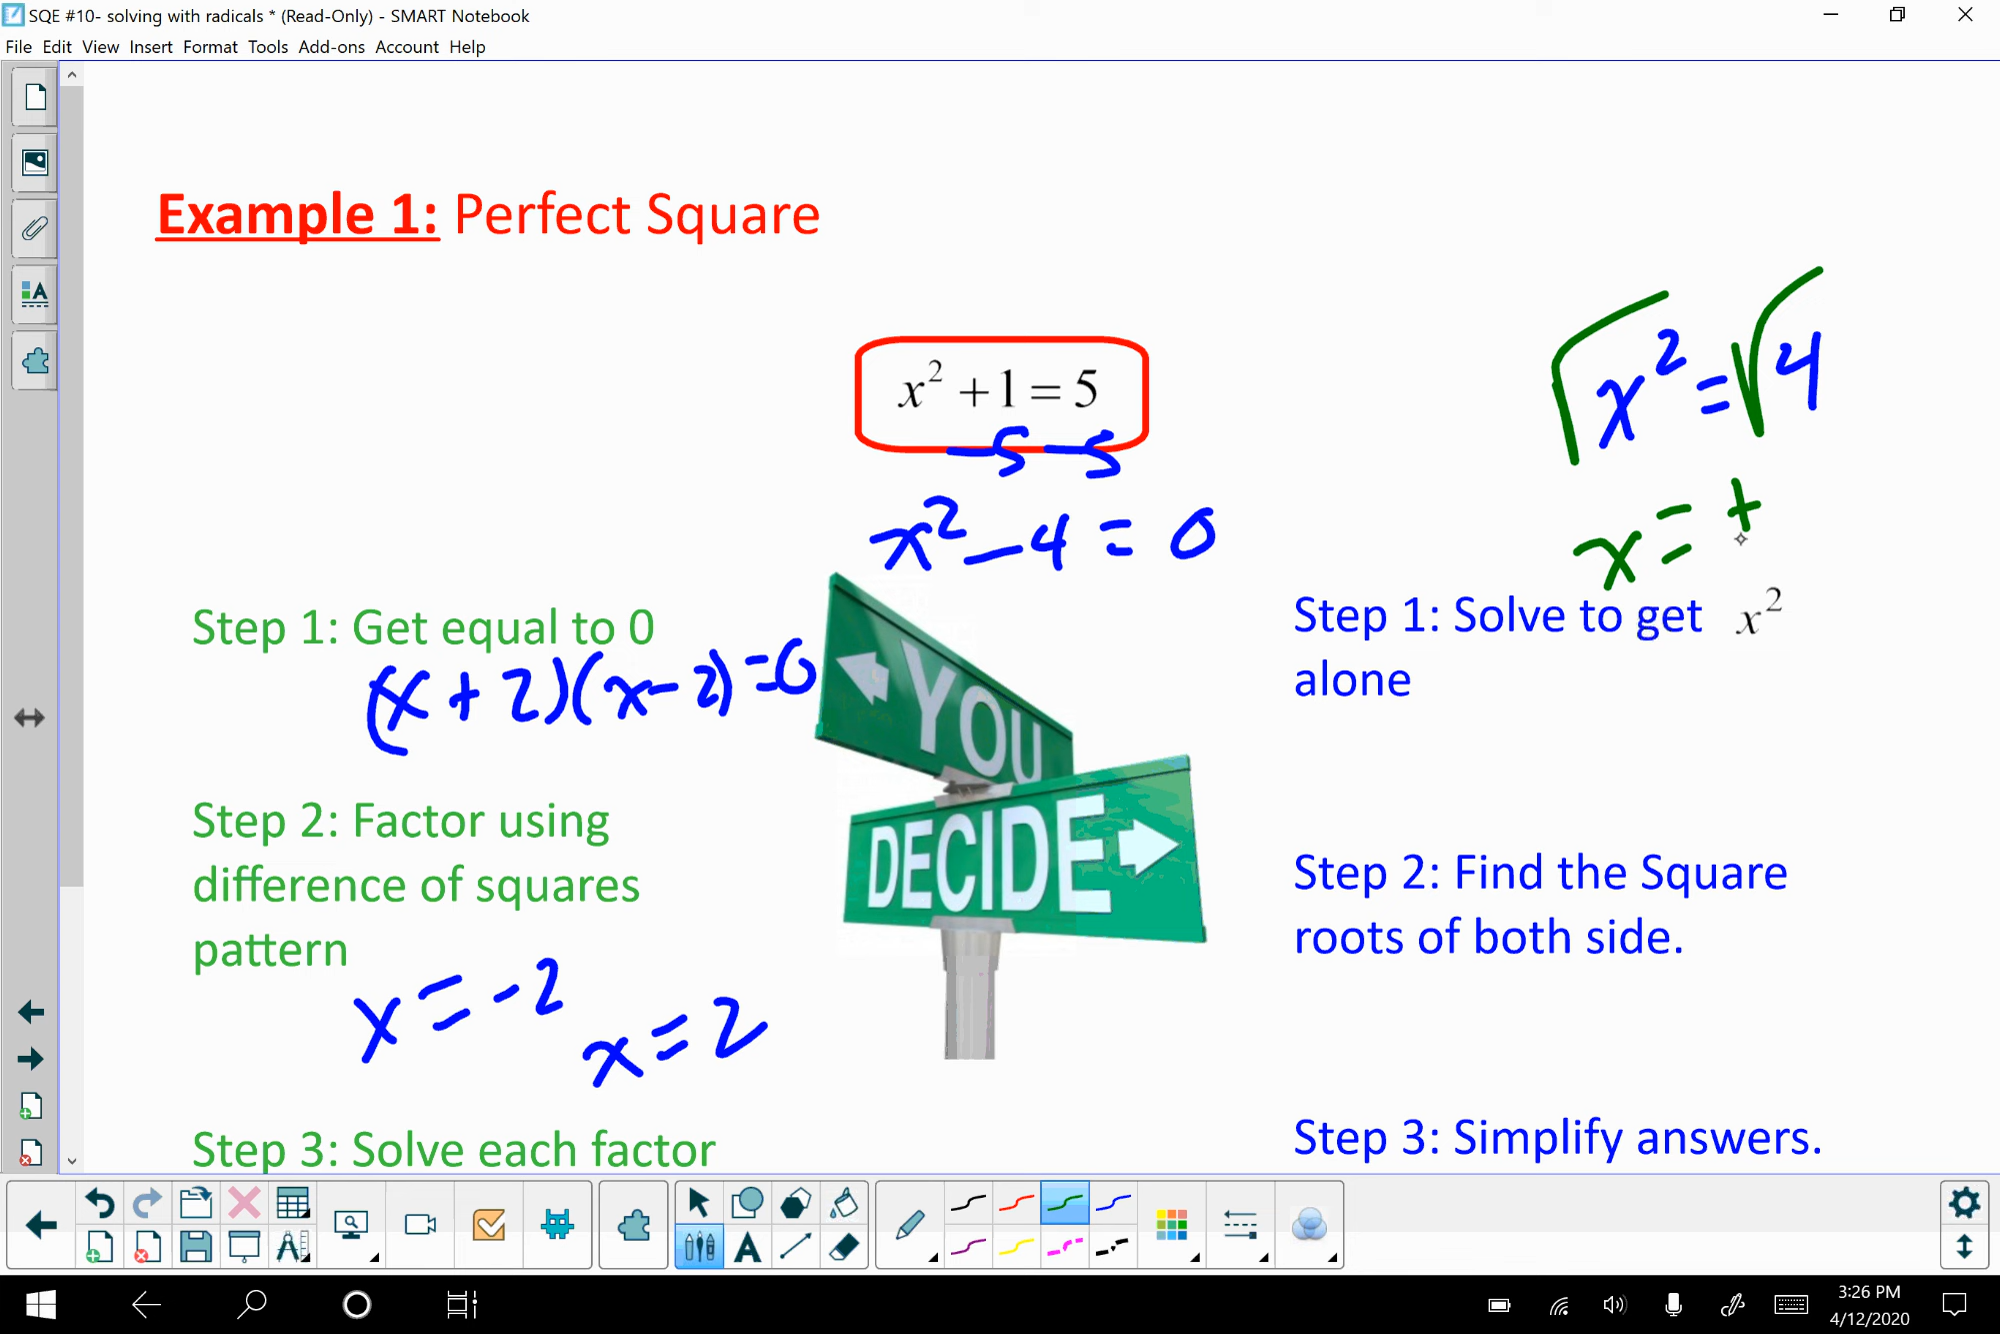 SQE #10- solving with radicals * (Read-Only) - SMART Notebook
File Edit View Insert Format Tools Add-ons Account Help
Example 1: Perfect Square
x² + 1 = 5
-5 -5
x² - 4 = 0
√x² = √4
x = +
Step 1: Get equal to 0
(x + 2)(x - 2) = 0
Step 2: Factor using
difference of squares
pattern
x = -2 x = 2
Step 3: Solve each factor
YOU
DECIDE
Step 1: Solve to get x²
alone
Step 2: Find the Square
roots of both side.
Step 3: Simplify answers.
3:26 PM
4/12/2020